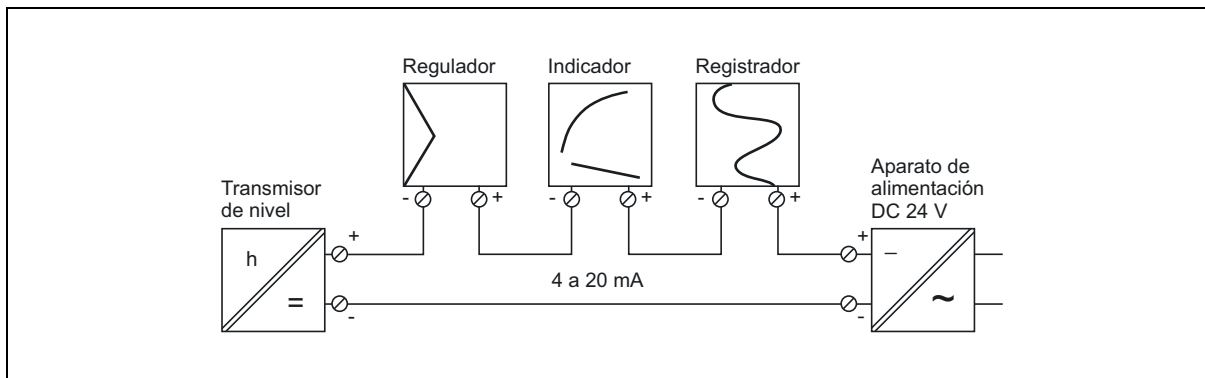 Regulador
Indicador
Registrador
Transmisor
de nivel
Aparato de
alimentación
DC 24 V
- + - + - +
+ +
h
–
4 a 20 mA
=
~
- -